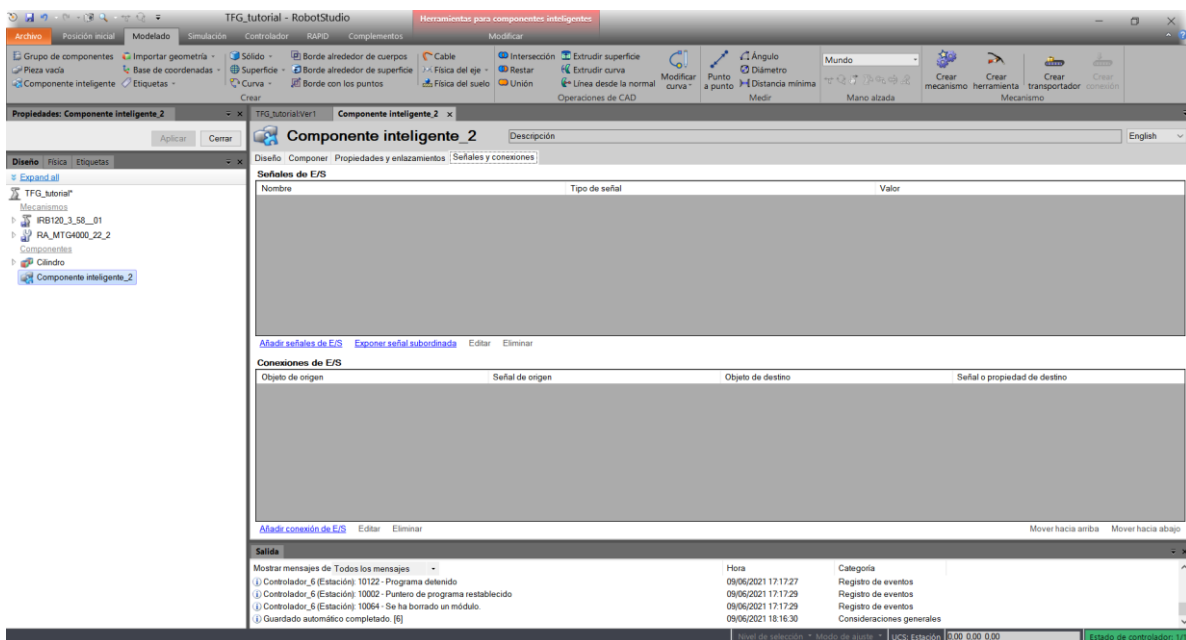 TFG_tutorial - RobotStudio
Herramientas para componentes inteligentes
Archivo Posición inicial Modelado Simulación Controlador RAPID Complementos Modificar
Grupo de componentes Importar geometría Sólido Borde alrededor de cuerpos Cable Intersección Extrudir superficie Ángulo Mundo
Pieza vacía Base de coordenadas Superficie Borde alrededor de superficie Física del eje Restar Extrudir curva Modificar curva Punto a punto Diámetro Crear mecanismo Crear herramienta Crear transportador Crear conexión
Componente inteligente Etiquetas Curva Borde con los puntos Física del suelo Unión Línea desde la normal Distancia mínima
Crear Operaciones de CAD Medir Mano alzada Mecanismo
Propiedades: Componente inteligente_2
Aplicar Cerrar
Diseño Física Etiquetas
Expand all
TFG_tutorial*
Mecanismos
IRB120_3_58__01
RA_MTG4000_22_2
Componentes
Cilindro
Componente inteligente_2
TFG_tutorial:Ver1 Componente inteligente_2 x
Componente inteligente_2 Descripción English
Diseño Componer Propiedades y enlazamientos Señales y conexiones
Señales de E/S
Nombre Tipo de señal Valor
Añadir señales de E/S Exponer señal subordinada Editar Eliminar
Conexiones de E/S
Objeto de origen Señal de origen Objeto de destino Señal o propiedad de destino
Añadir conexión de E/S Editar Eliminar Mover hacia arriba Mover hacia abajo
Salida
Mostrar mensajes de Todos los mensajes Hora Categoría
Controlador_6 (Estación): 10122 - Programa detenido 09/06/2021 17:17:27 Registro de eventos
Controlador_6 (Estación): 10002 - Puntero de programa restablecido 09/06/2021 17:17:29 Registro de eventos
Controlador_6 (Estación): 10064 - Se ha borrado un módulo. 09/06/2021 17:17:29 Registro de eventos
Guardado automático completado. [6] 09/06/2021 18:16:30 Consideraciones generales
Nivel de selección Modo de ajuste UCS: Estación 0.00 0.00 0.00 Estado de controlador: 1/